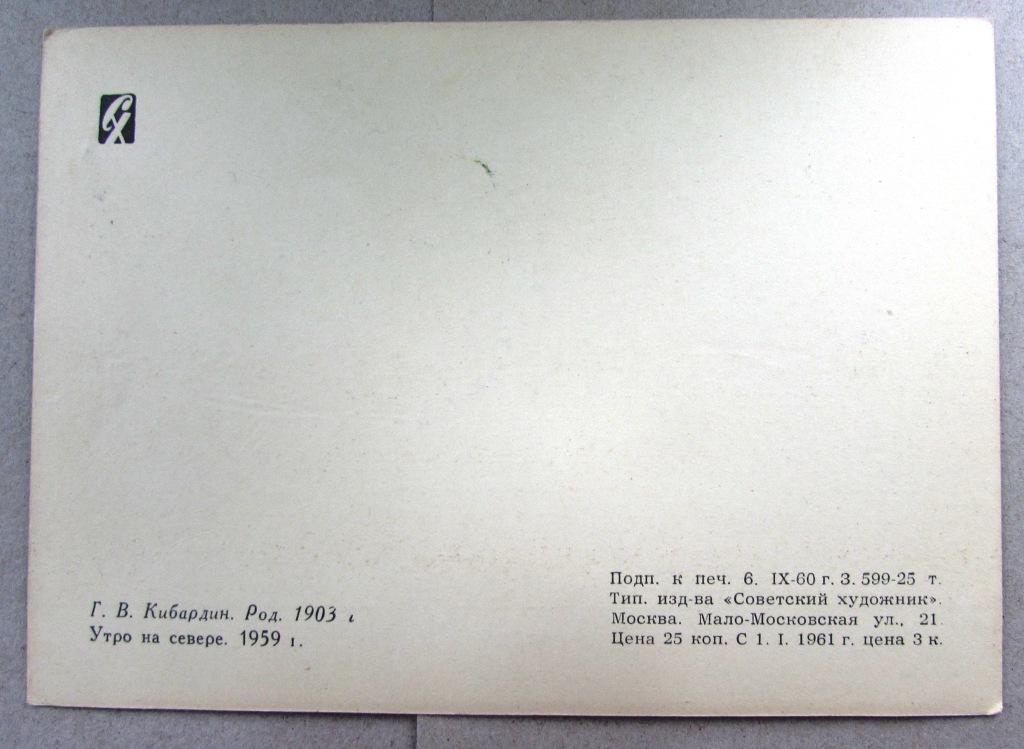 СХ
Г. В. Кибардин. Род. 1903 г
Утро на севере. 1959 г.
Подп. к печ. 6. IX-60 г. З. 599-25 т.
Тип. изд-ва «Советский художник».
Москва. Мало-Московская ул., 21.
Цена 25 коп. С 1. I. 1961 г. цена 3 к.